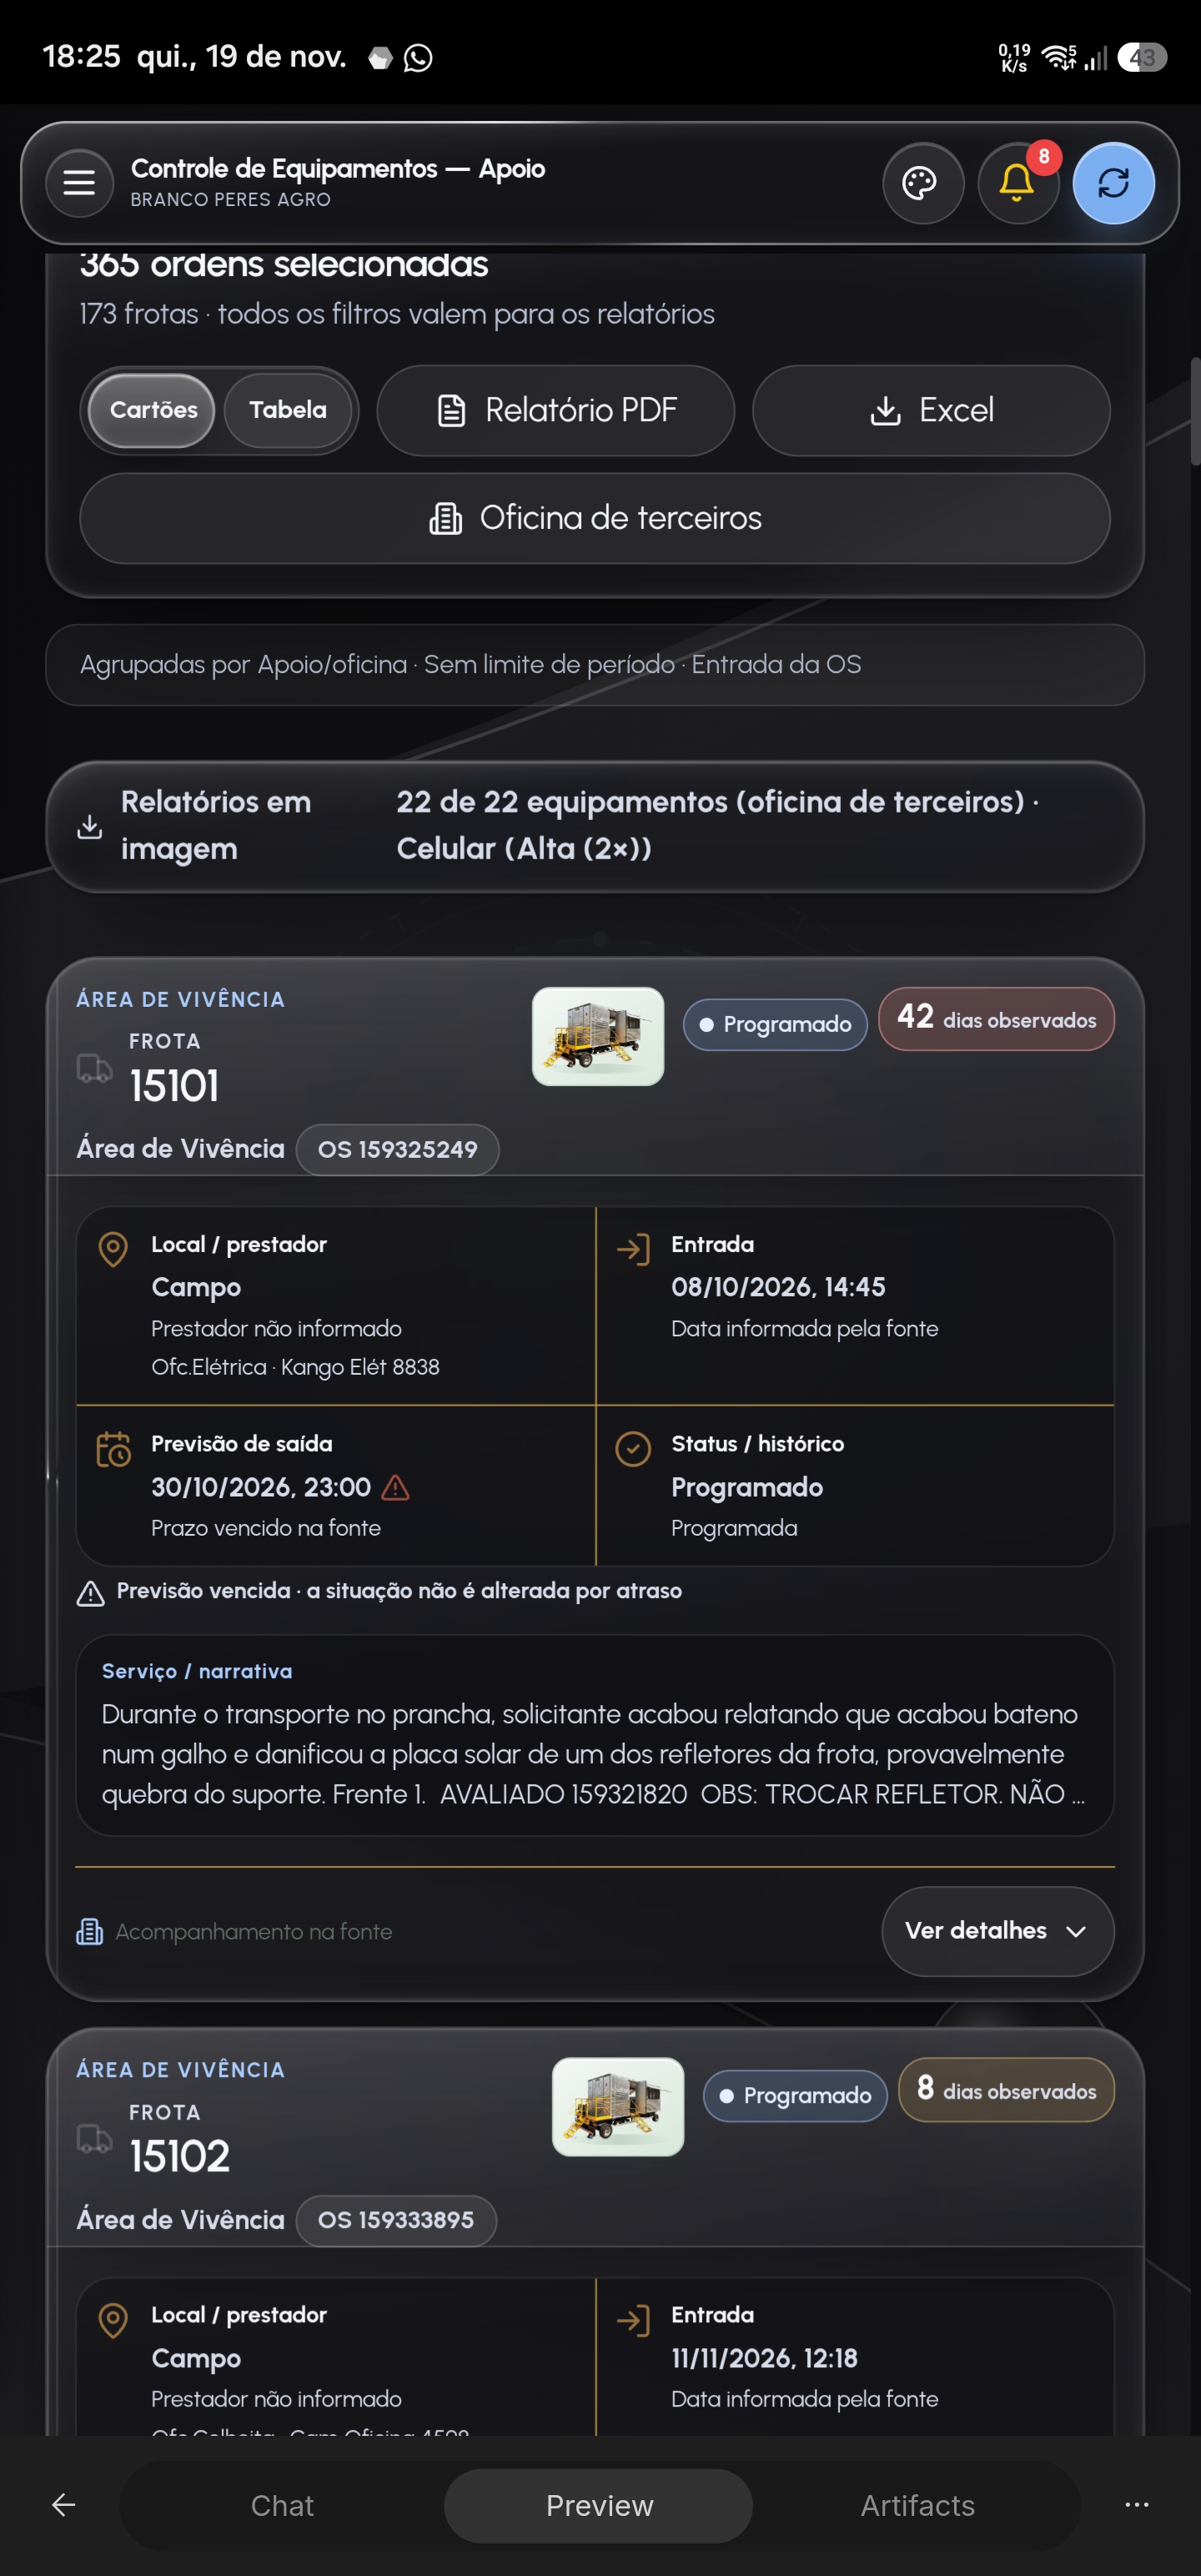 18:25 qui., 19 de nov.
0,19 K/s
5
43
Controle de Equipamentos — Apoio
BRANCO PERES AGRO
8
365 ordens selecionadas
173 frotas · todos os filtros valem para os relatórios
Cartões
Tabela
Relatório PDF
Excel
Oficina de terceiros
Agrupadas por Apoio/oficina · Sem limite de período · Entrada da OS
Relatórios em
imagem
22 de 22 equipamentos (oficina de terceiros) ·
Celular (Alta (2×))
ÁREA DE VIVÊNCIA
FROTA
15101
Programado
42 dias observados
Área de Vivência
OS 159325249
Local / prestador
Campo
Prestador não informado
Ofc.Elétrica · Kango Elét 8838
Entrada
08/10/2026, 14:45
Data informada pela fonte
Previsão de saída
30/10/2026, 23:00
Prazo vencido na fonte
Status / histórico
Programado
Programada
Previsão vencida · a situação não é alterada por atraso
Serviço / narrativa
Durante o transporte no prancha, solicitante acabou relatando que acabou bateno
num galho e danificou a placa solar de um dos refletores da frota, provavelmente
quebra do suporte. Frente 1.  AVALIADO 159321820  OBS: TROCAR REFLETOR. NÃO ...
Acompanhamento na fonte
Ver detalhes
ÁREA DE VIVÊNCIA
FROTA
15102
Programado
8 dias observados
Área de Vivência
OS 159333895
Local / prestador
Campo
Prestador não informado
Ofc.Colheita · Cam Oficina 4598
Entrada
11/11/2026, 12:18
Data informada pela fonte
Chat
Preview
Artifacts